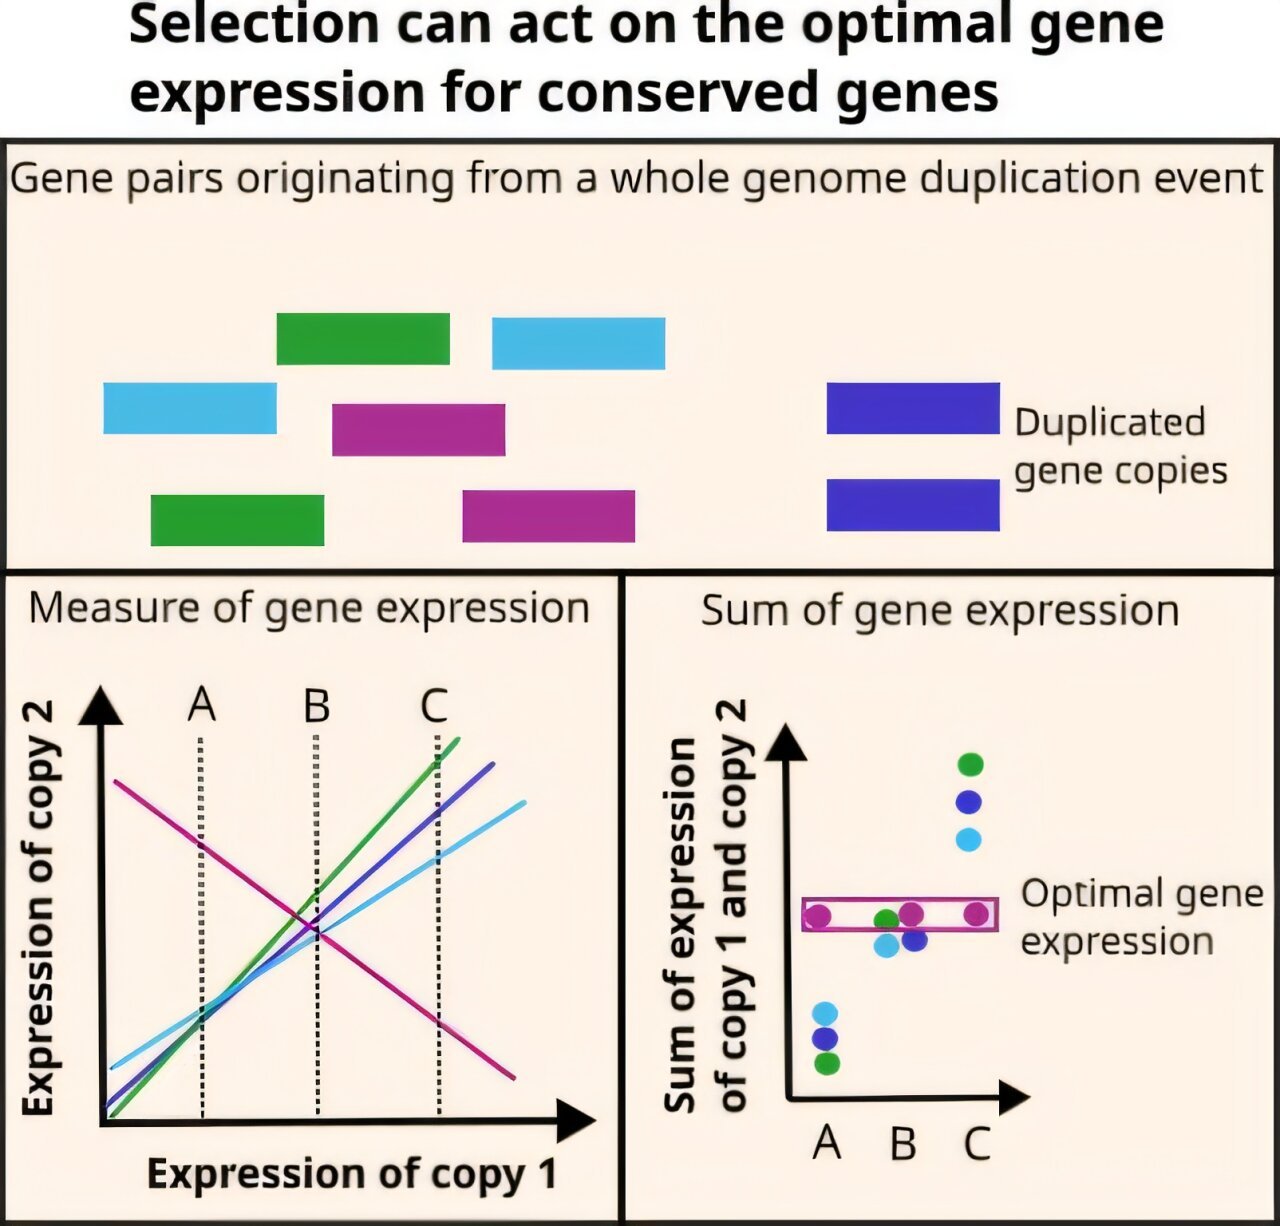 Selection can act on the optimal gene
expression for conserved genes
Gene pairs originating from a whole genome duplication event
Duplicated
gene copies
Measure of gene expression
A B C
Expression of copy 2
Expression of copy 1
Sum of gene expression
Sum of expression
of copy 1 and copy 2
Optimal gene
expression
A B C